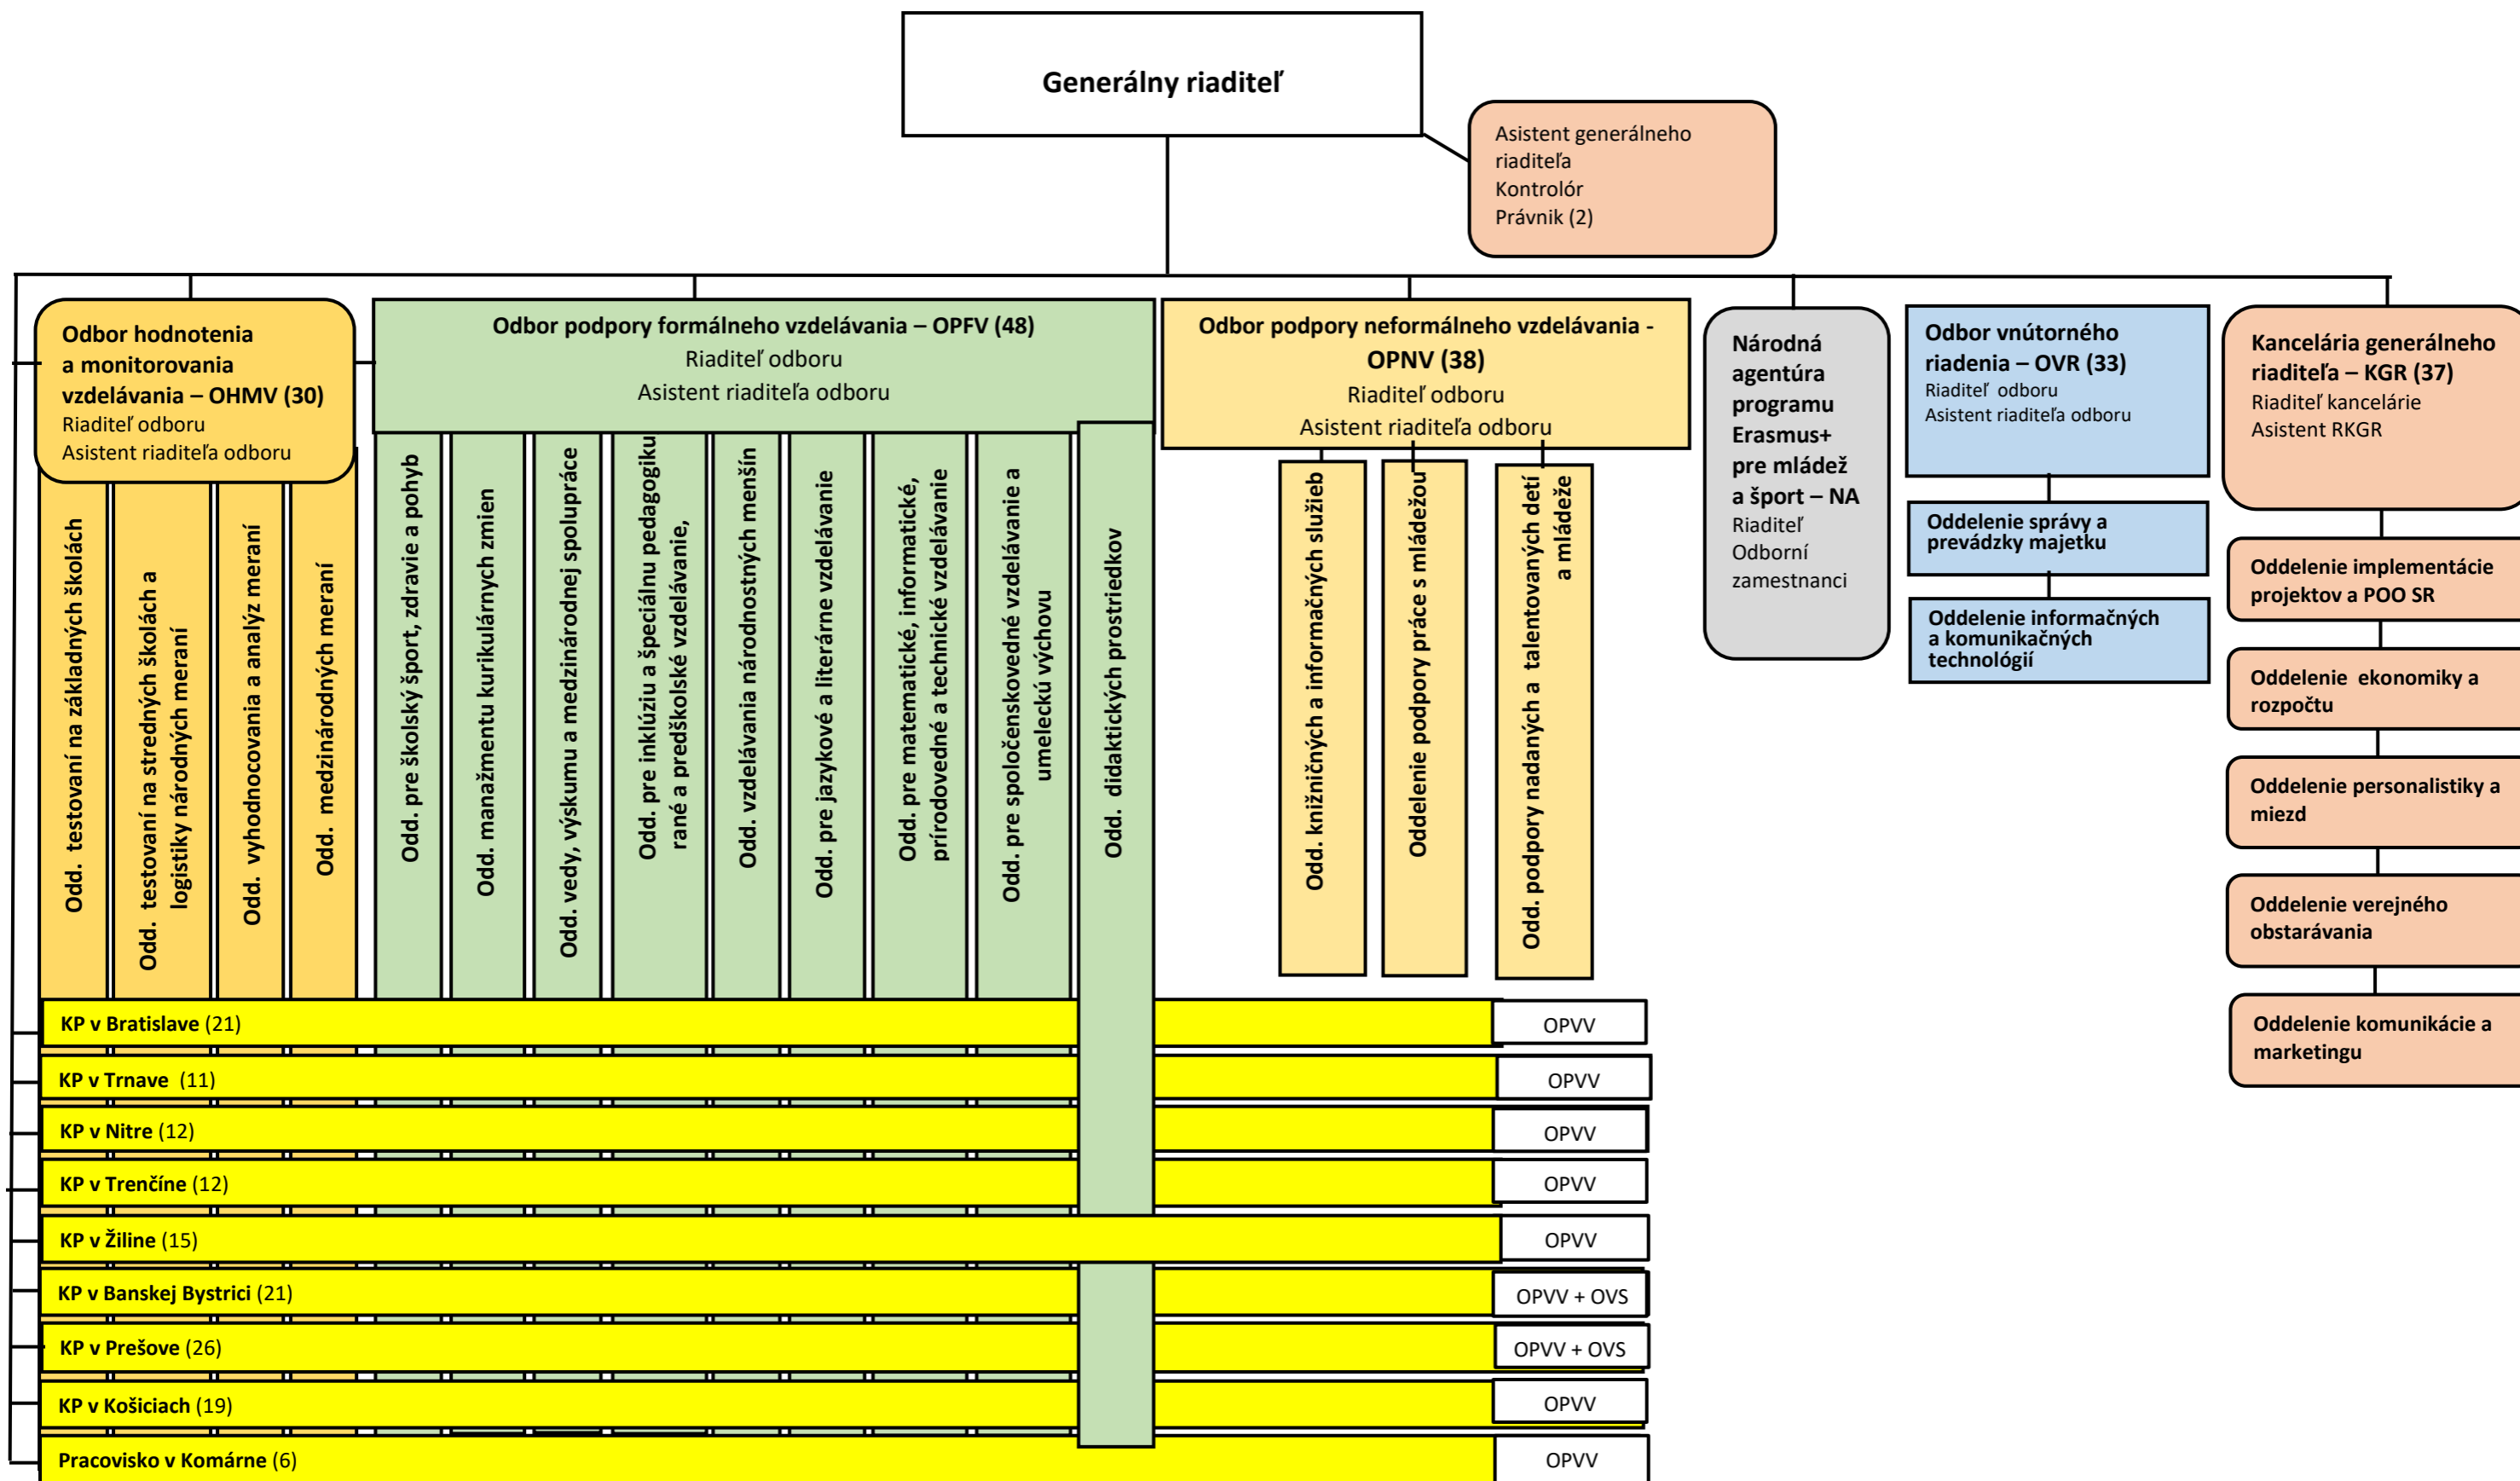 Generálny riaditeľ
Asistent generálneho
riaditeľa
Kontrolór
Právnik (2)
Odbor hodnotenia
a monitorovania
vzdelávania – OHMV (30)
Riaditeľ odboru
Asistent riaditeľa odboru
Odbor podpory formálneho vzdelávania – OPFV (48)
Riaditeľ odboru
Asistent riaditeľa odboru
Odbor podpory neformálneho vzdelávania -
OPNV (38)
Riaditeľ odboru
Asistent riaditeľa odboru
Národná
agentúra
programu
Erasmus+
pre mládež
a šport – NA
Riaditeľ
Odborní
zamestnanci
Odbor vnútorného
riadenia – OVR (33)
Riaditeľ odboru
Asistent riaditeľa odboru
Kancelária generálneho
riaditeľa – KGR (37)
Riaditeľ kancelárie
Asistent RKGR
Odd. testovaní na základných školách
Odd. testovaní na stredných školách a
logistiky národných meraní
Odd. vyhodnocovania a analýz meraní
Odd. medzinárodných meraní
Odd. pre školský šport, zdravie a pohyb
Odd. manažmentu kurikulárnych zmien
Odd. vedy, výskumu a medzinárodnej spolupráce
Odd. pre inklúziu a špeciálnu pedagogiku
rané a predškolské vzdelávanie,
Odd. vzdelávania národnostných menšín
Odd. pre jazykové a literárne vzdelávanie
Odd. pre matematické, informatické,
prírodovedné a technické vzdelávanie
Odd. pre spoločenskovedné vzdelávanie a
umeleckú výchovu
Odd. didaktických prostriedkov
Odd. knižničných a informačných služieb
Oddelenie podpory práce s mládežou
Odd. podpory nadaných a talentovaných detí
a mládeže
Oddelenie správy a
prevádzky majetku
Oddelenie informačných
a komunikačných
technológií
Oddelenie implementácie
projektov a POO SR
Oddelenie ekonomiky a
rozpočtu
Oddelenie personalistiky a
miezd
Oddelenie verejného
obstarávania
Oddelenie komunikácie a
marketingu
KP v Bratislave (21)
OPVV
KP v Trnave (11)
OPVV
KP v Nitre (12)
OPVV
KP v Trenčíne (12)
OPVV
KP v Žiline (15)
OPVV
KP v Banskej Bystrici (21)
OPVV + OVS
KP v Prešove (26)
OPVV + OVS
KP v Košiciach (19)
OPVV
Pracovisko v Komárne (6)
OPVV